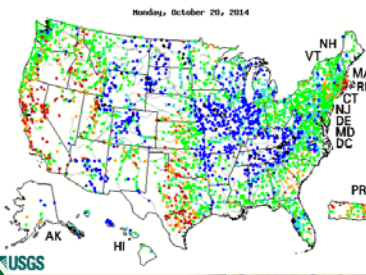 Monday, October 20, 2014
NH
VT
MA
RI
CT
NJ
DE
MD
DC
PR
AK
HI
USGS